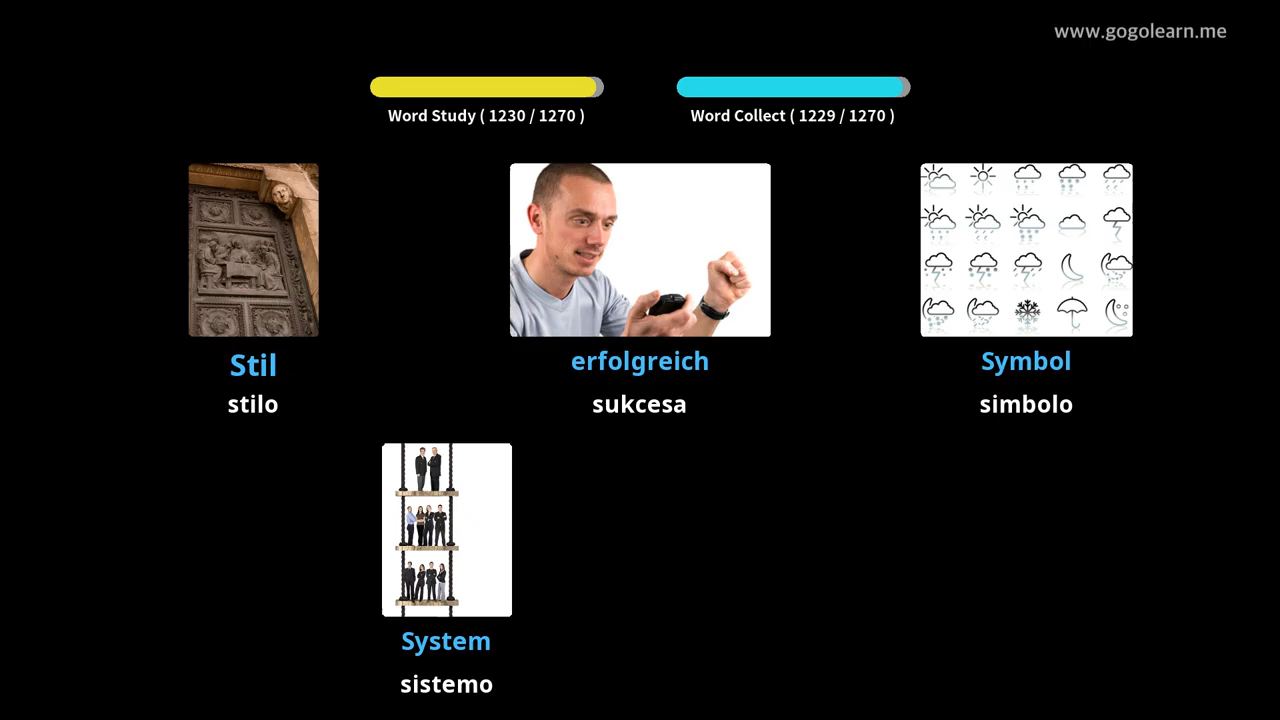 www.gogolearn.me
Word Study ( 1230 / 1270 )
Word Collect ( 1229 / 1270 )
Stil
stilo
erfolgreich
sukcesa
Symbol
simbolo
System
sistemo